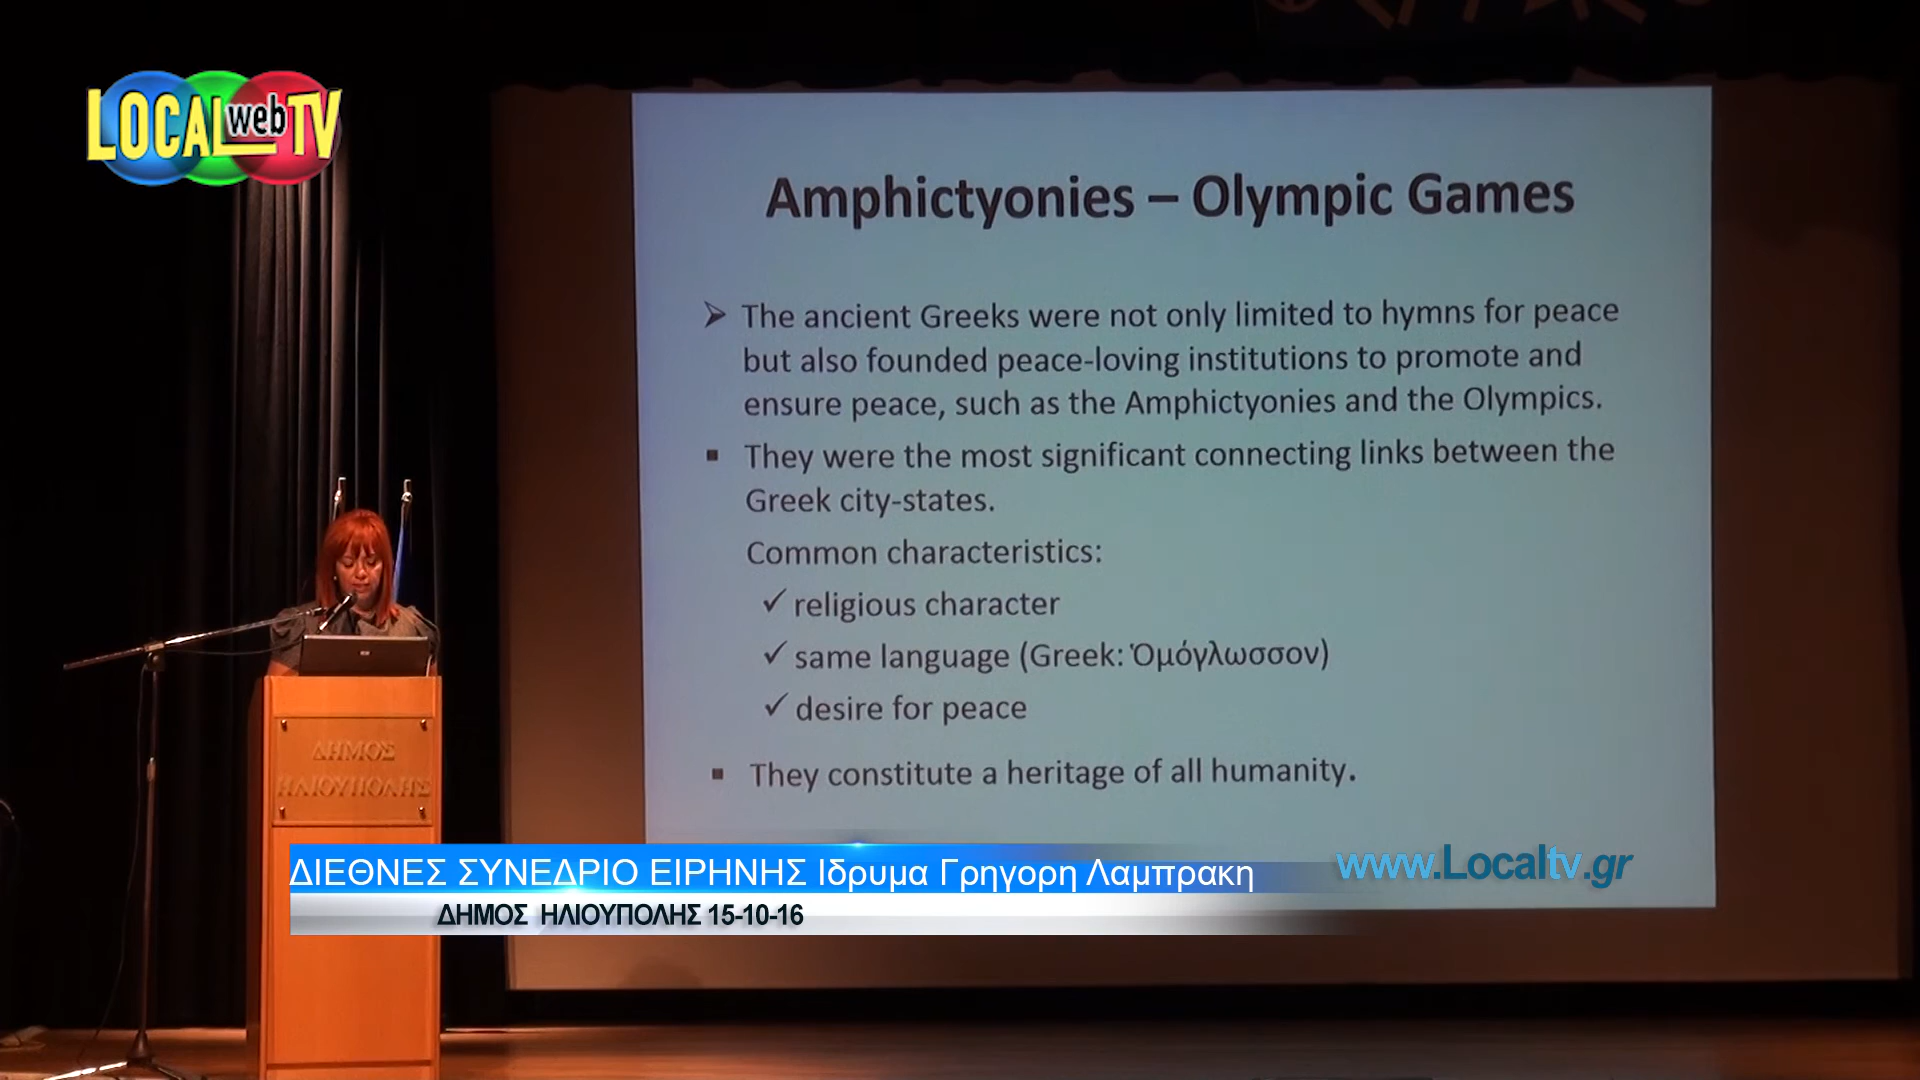 LOCAL web TV
Amphictyonies – Olympic Games
➢ The ancient Greeks were not only limited to hymns for peace
but also founded peace-loving institutions to promote and
ensure peace, such as the Amphictyonies and the Olympics.
▪ They were the most significant connecting links between the
Greek city-states.
Common characteristics:
✓ religious character
✓ same language (Greek: Ὁμόγλωσσον)
✓ desire for peace
▪ They constitute a heritage of all humanity.
ΔΗΜΟΣ
ΗΛΙΟΥΠΟΛΗΣ
ΔΙΕΘΝΕΣ ΣΥΝΕΔΡΙΟ ΕΙΡΗΝΗΣ Ιδρυμα Γρηγορη Λαμπρακη
www.Localtv.gr
ΔΗΜΟΣ ΗΛΙΟΥΠΟΛΗΣ 15-10-16